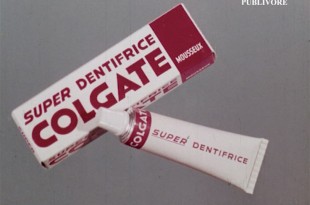 PUBLIVORE
SUPER DENTIFRICE
COLGATE
MOUSSEUX
COLGATE
SUPER DENTIFRICE